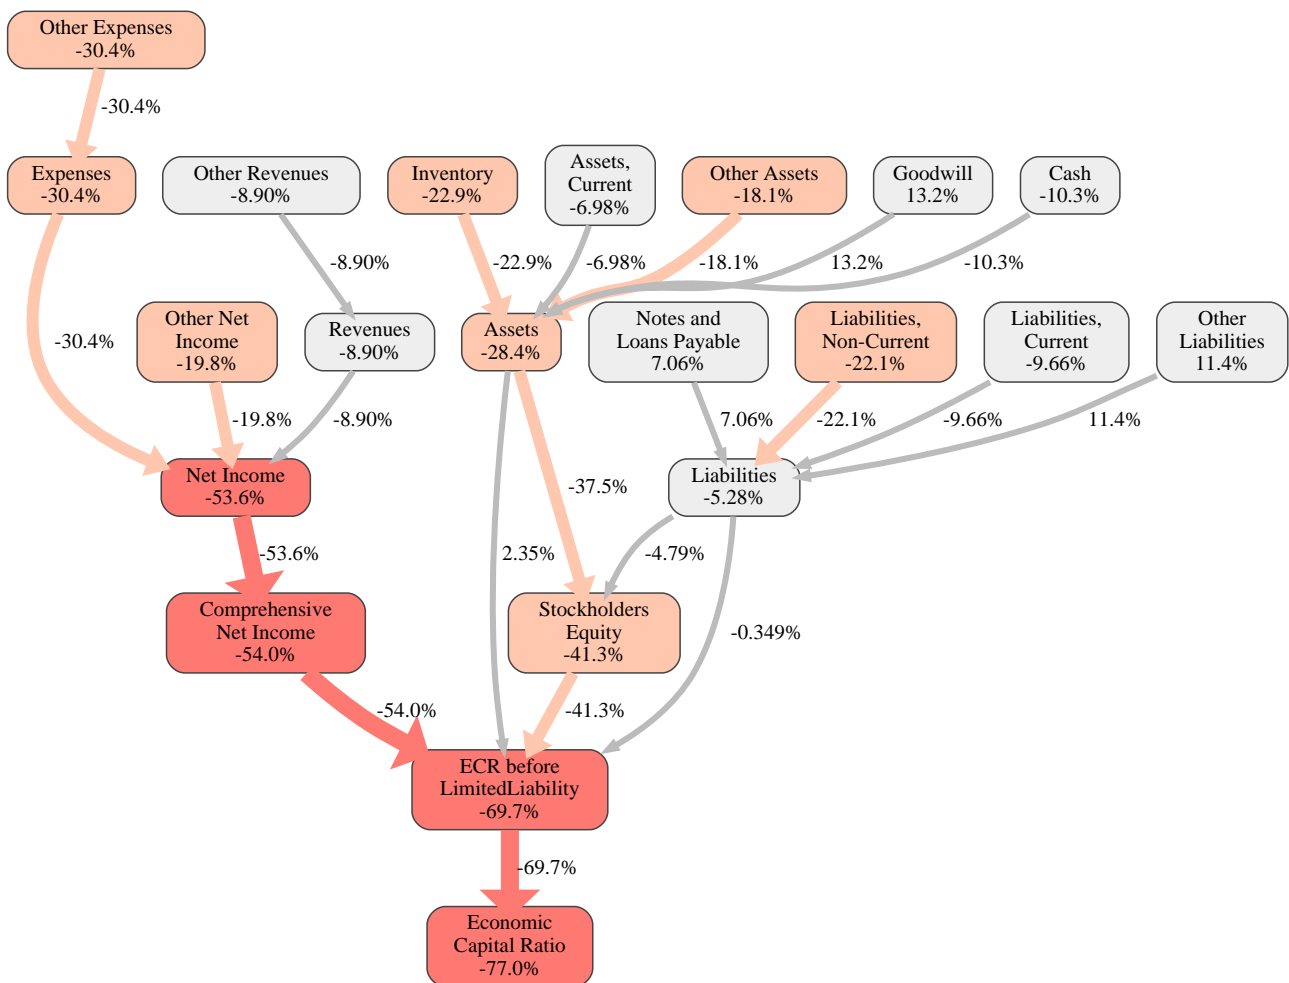 Other Expenses
-30.4%
-30.4%
Expenses
-30.4%
Other Revenues
-8.90%
Inventory
-22.9%
Assets,
Current
-6.98%
Other Assets
-18.1%
Goodwill
13.2%
Cash
-10.3%
-8.90%
-22.9%
-6.98%
-18.1%
13.2%
-10.3%
-30.4%
Other Net
Income
-19.8%
Revenues
-8.90%
Assets
-28.4%
Notes and
Loans Payable
7.06%
Liabilities,
Non-Current
-22.1%
Liabilities,
Current
-9.66%
Other
Liabilities
11.4%
-19.8%
-8.90%
7.06%
-22.1%
-9.66%
11.4%
Net Income
-53.6%
-37.5%
Liabilities
-5.28%
-53.6%
2.35%
-4.79%
Comprehensive
Net Income
-54.0%
Stockholders
Equity
-41.3%
-0.349%
-54.0%
-41.3%
ECR before
LimitedLiability
-69.7%
-69.7%
Economic
Capital Ratio
-77.0%